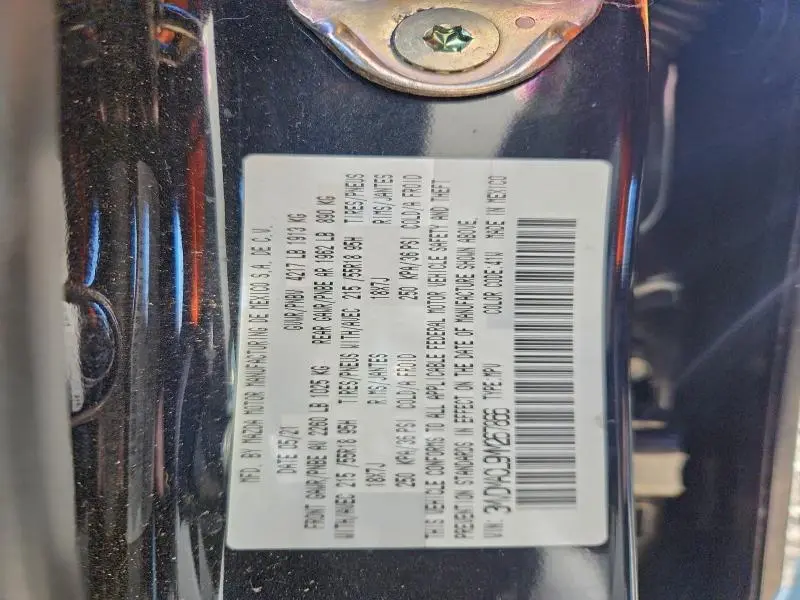 MFD. BY MAZDA MOTOR MANUFACTURING DE MEXICO S.A. DE C.V.
DATE 05/21 GVWR/PNBV 4217 LB 1913 KG
FRONT GAWR/PNBE AV 2260 LB 1025 KG REAR GAWR/PNBE AR 1962 LB 890 KG
WITH/AVEC 215/55R18 95H TIRES/PNEUS WITH/AVEC 215/55R18 95H TIRES/PNEUS
18X7J RIMS/JANTES 18X7J RIMS/JANTES
250 KPA/36 PSI COLD/A FROID 250 KPA/36 PSI COLD/A FROID
THIS VEHICLE CONFORMS TO ALL APPLICABLE FEDERAL MOTOR VEHICLE SAFETY AND THEFT
PREVENTION STANDARDS IN EFFECT ON THE DATE OF MANUFACTURE SHOWN ABOVE.
VIN: TYPE:MPV COLOR CODE:41W MADE IN MEXICO